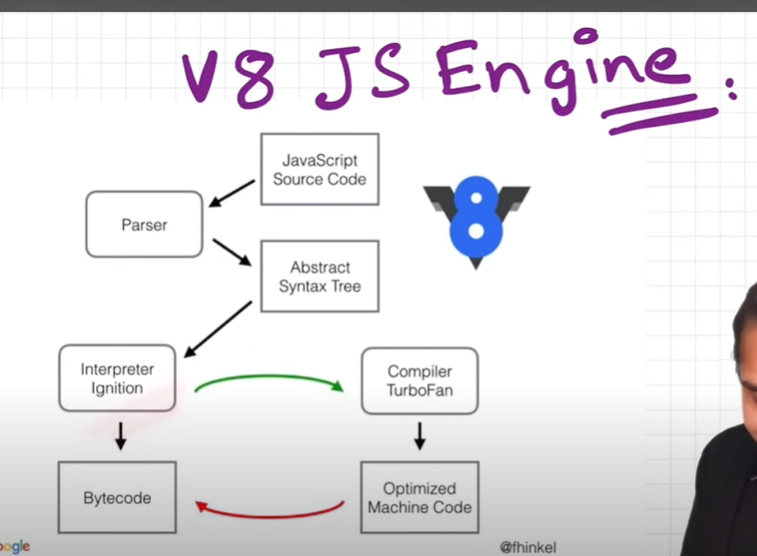 V8 JS Engine:
JavaScript
Source Code
Parser
Abstract
Syntax Tree
Interpreter
Ignition
Compiler
TurboFan
Bytecode
Optimized
Machine Code
ogle
@fhinkel